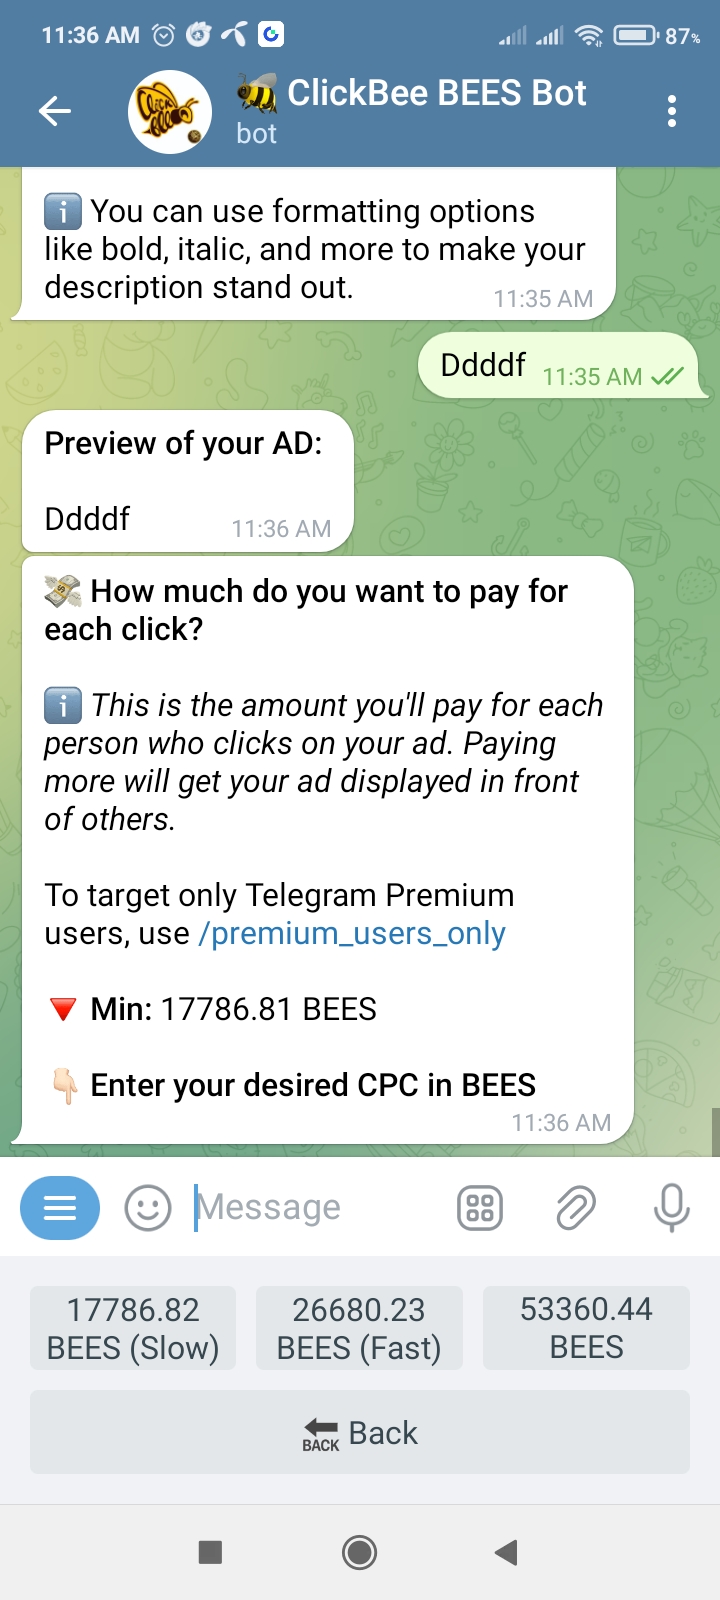 11:36 AM
87%
ClickBee BEES Bot
bot
You can use formatting options
like bold, italic, and more to make your
description stand out.
11:35 AM
Ddddf
11:35 AM
Preview of your AD:
Ddddf
11:36 AM
How much do you want to pay for
each click?
This is the amount you'll pay for each
person who clicks on your ad. Paying
more will get your ad displayed in front
of others.
To target only Telegram Premium
users, use /premium_users_only
Min: 17786.81 BEES
Enter your desired CPC in BEES
11:36 AM
Message
17786.82
BEES (Slow)
26680.23
BEES (Fast)
53360.44
BEES
BACK Back